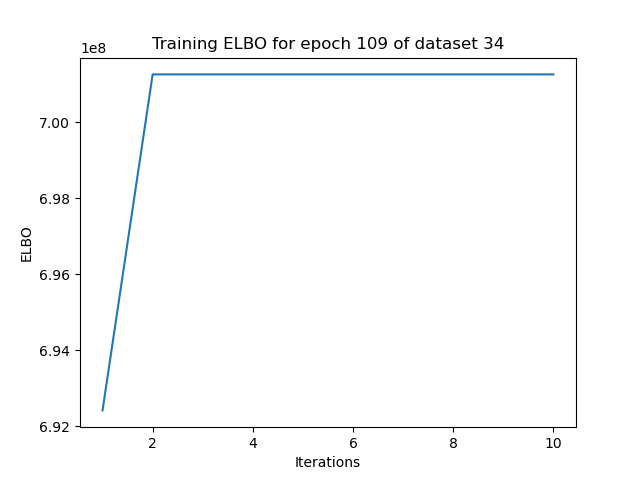 Training ELBO for epoch 109 of dataset 34
1e8
7.00
6.98
6.96
6.94
6.92
ELBO
2 4 6 8 10
Iterations